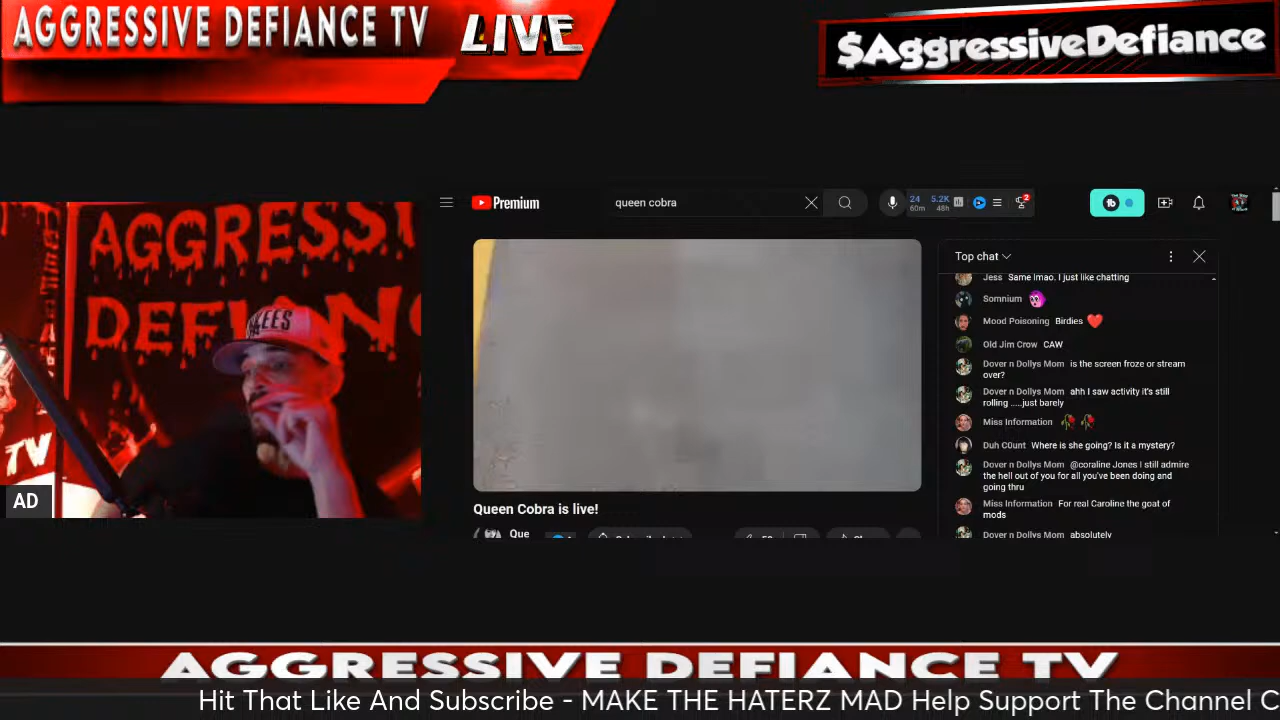 AGGRESSIVE DEFIANCE TV
LIVE
$AggressiveDefiance
Premium
queen cobra
24
60m
5.2K
48h
2
AGGRESS
DEFI
TV
AD
Top chat
Jess Same lmao. I just like chatting
Somnium
Mood Poisoning Birdies
Old Jim Crow CAW
Dover n Dollys Mom is the screen froze or stream
over?
Dover n Dollys Mom ahh I saw activity it's still
rolling .....just barely
Miss Information
Duh C0unt Where is she going? Is it a mystery?
Dover n Dollys Mom @coraline Jones I still admire
the hell out of you for all you've been doing and
going thru
Miss Information For real Caroline the goat of
mods
Dover n Dollys Mom absolutely
Queen Cobra is live!
Que
AGGRESSIVE DEFIANCE TV
Hit That Like And Subscribe - MAKE THE HATERZ MAD Help Support The Channel C